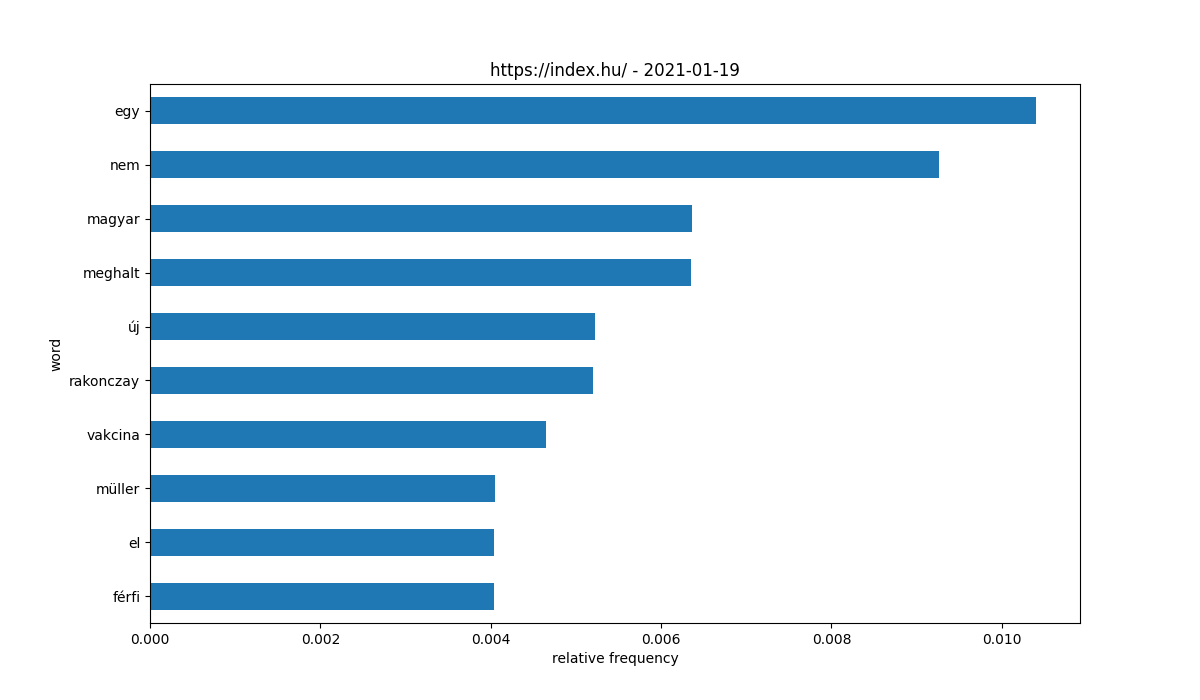 https://index.hu/ - 2021-01-19
egy
nem
magyar
meghalt
új
rakonczay
vakcina
müller
el
férfi
word
0.000 0.002 0.004 0.006 0.008 0.010
relative frequency